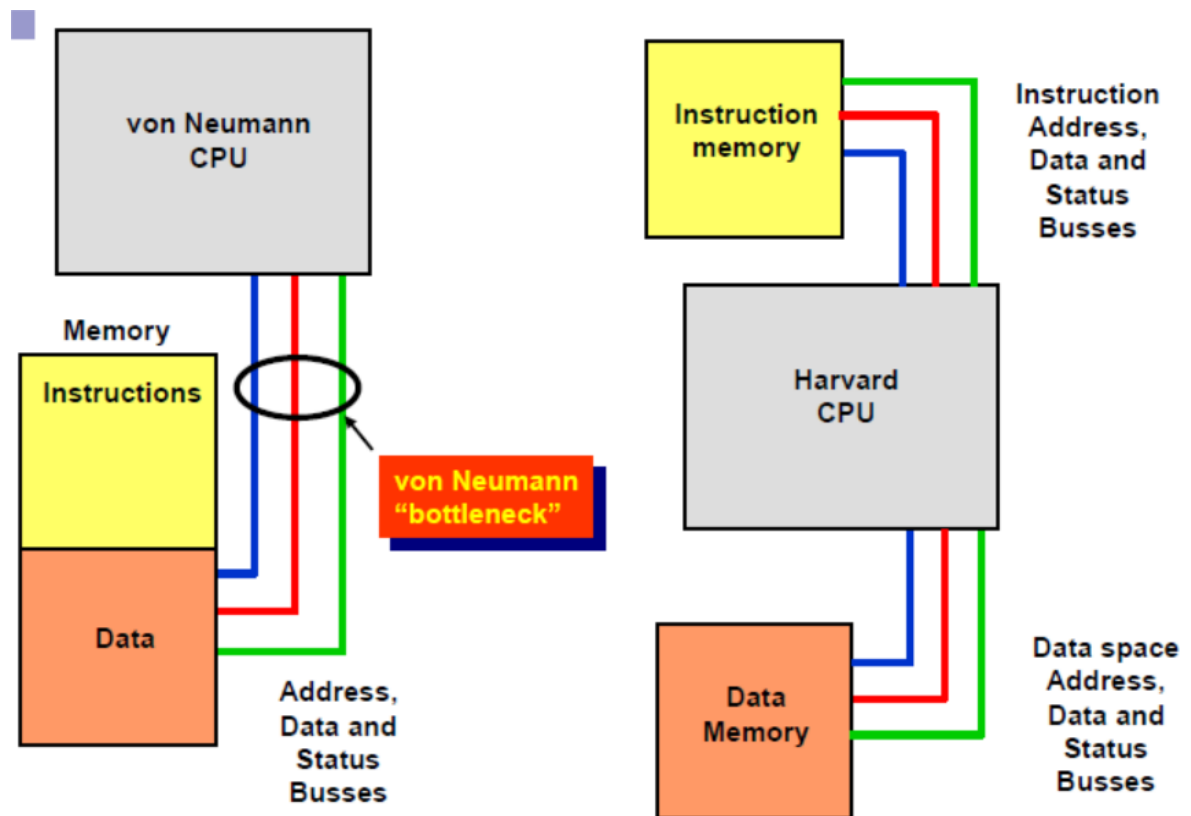 von Neumann
CPU
Memory
Instructions
von Neumann
“bottleneck”
Data
Address,
Data and
Status
Busses
Instruction
memory
Instruction
Address,
Data and
Status
Busses
Harvard
CPU
Data
Memory
Data space
Address,
Data and
Status
Busses